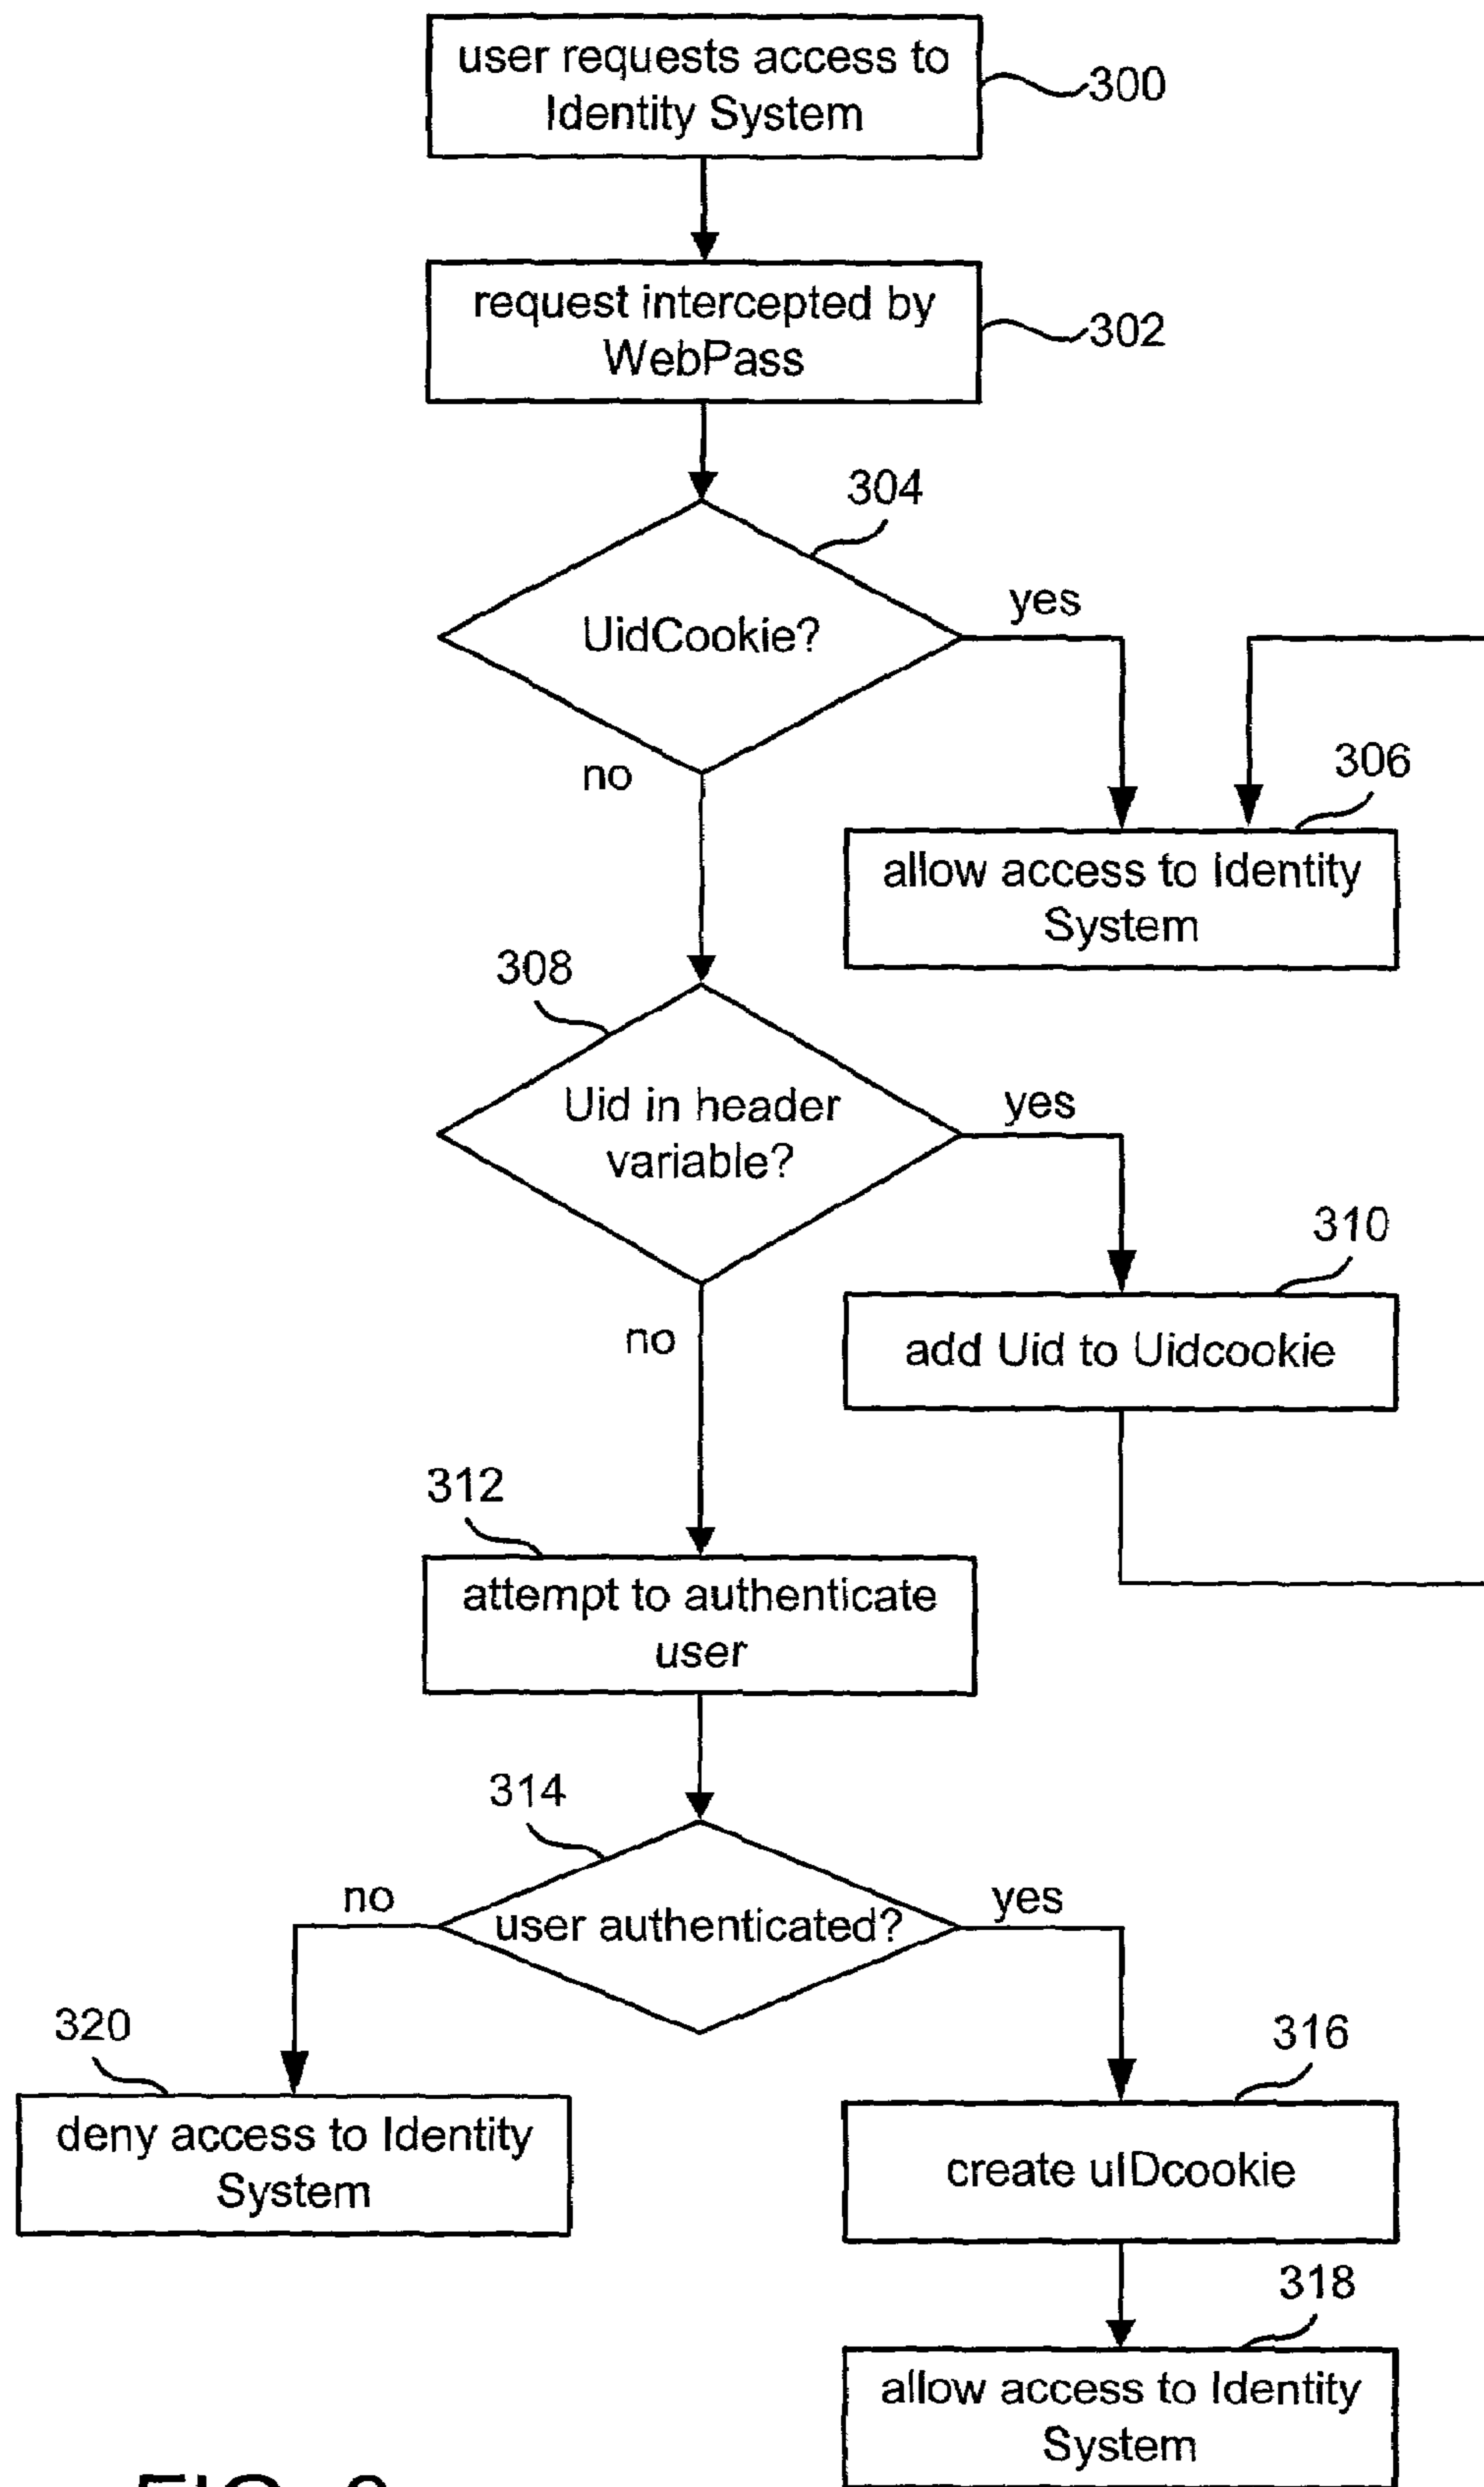 user requests access to
Identity System
300
request intercepted by
WebPass
302
304
UidCookie?
yes
no
306
allow access to Identity
System
308
Uid in header
variable?
yes
no
310
add Uid to Uidcookie
312
attempt to authenticate
user
314
user authenticated?
no
yes
320
deny access to Identity
System
316
create uIDcookie
318
allow access to Identity
System
FIG.